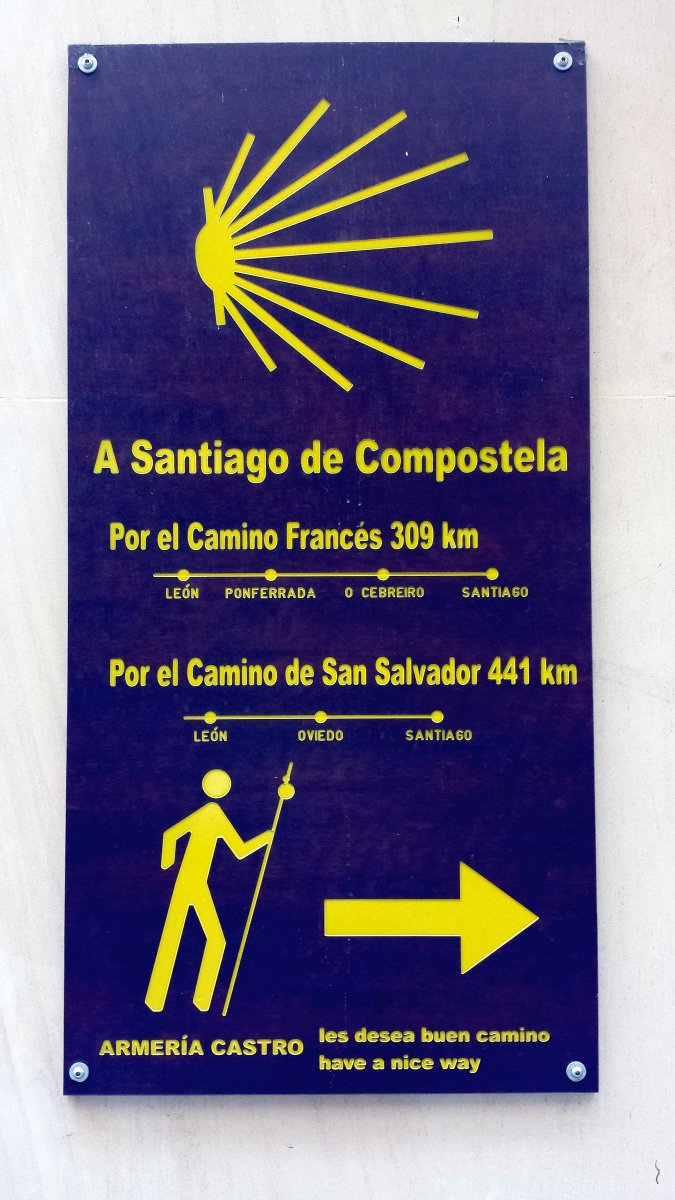 A Santiago de Compostela
Por el Camino Francés 309 km
LEÓN PONFERRADA O CEBREIRO SANTIAGO
Por el Camino de San Salvador 441 km
LEÓN OVIEDO SANTIAGO
ARMERÍA CASTRO
les desea buen camino
have a nice way